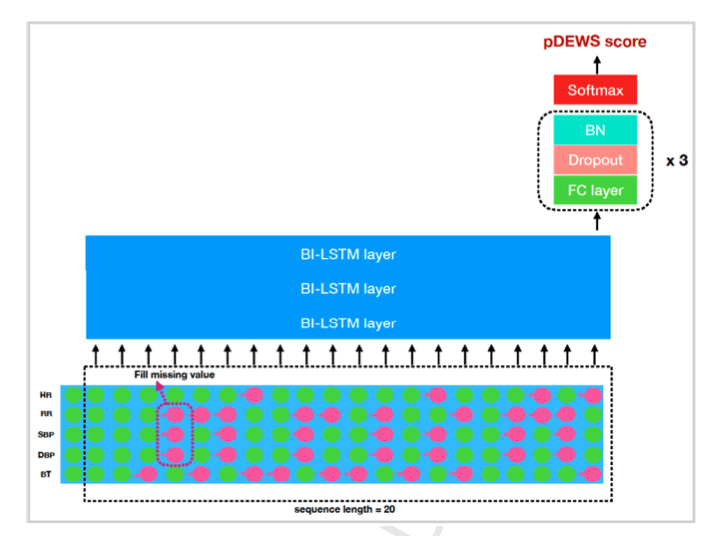 pDEWS score
Softmax
BN
Dropout
x 3
FC layer
BI-LSTM layer
BI-LSTM layer
BI-LSTM layer
Fill missing value
HR
RR
SBP
DBP
BT
sequence length = 20